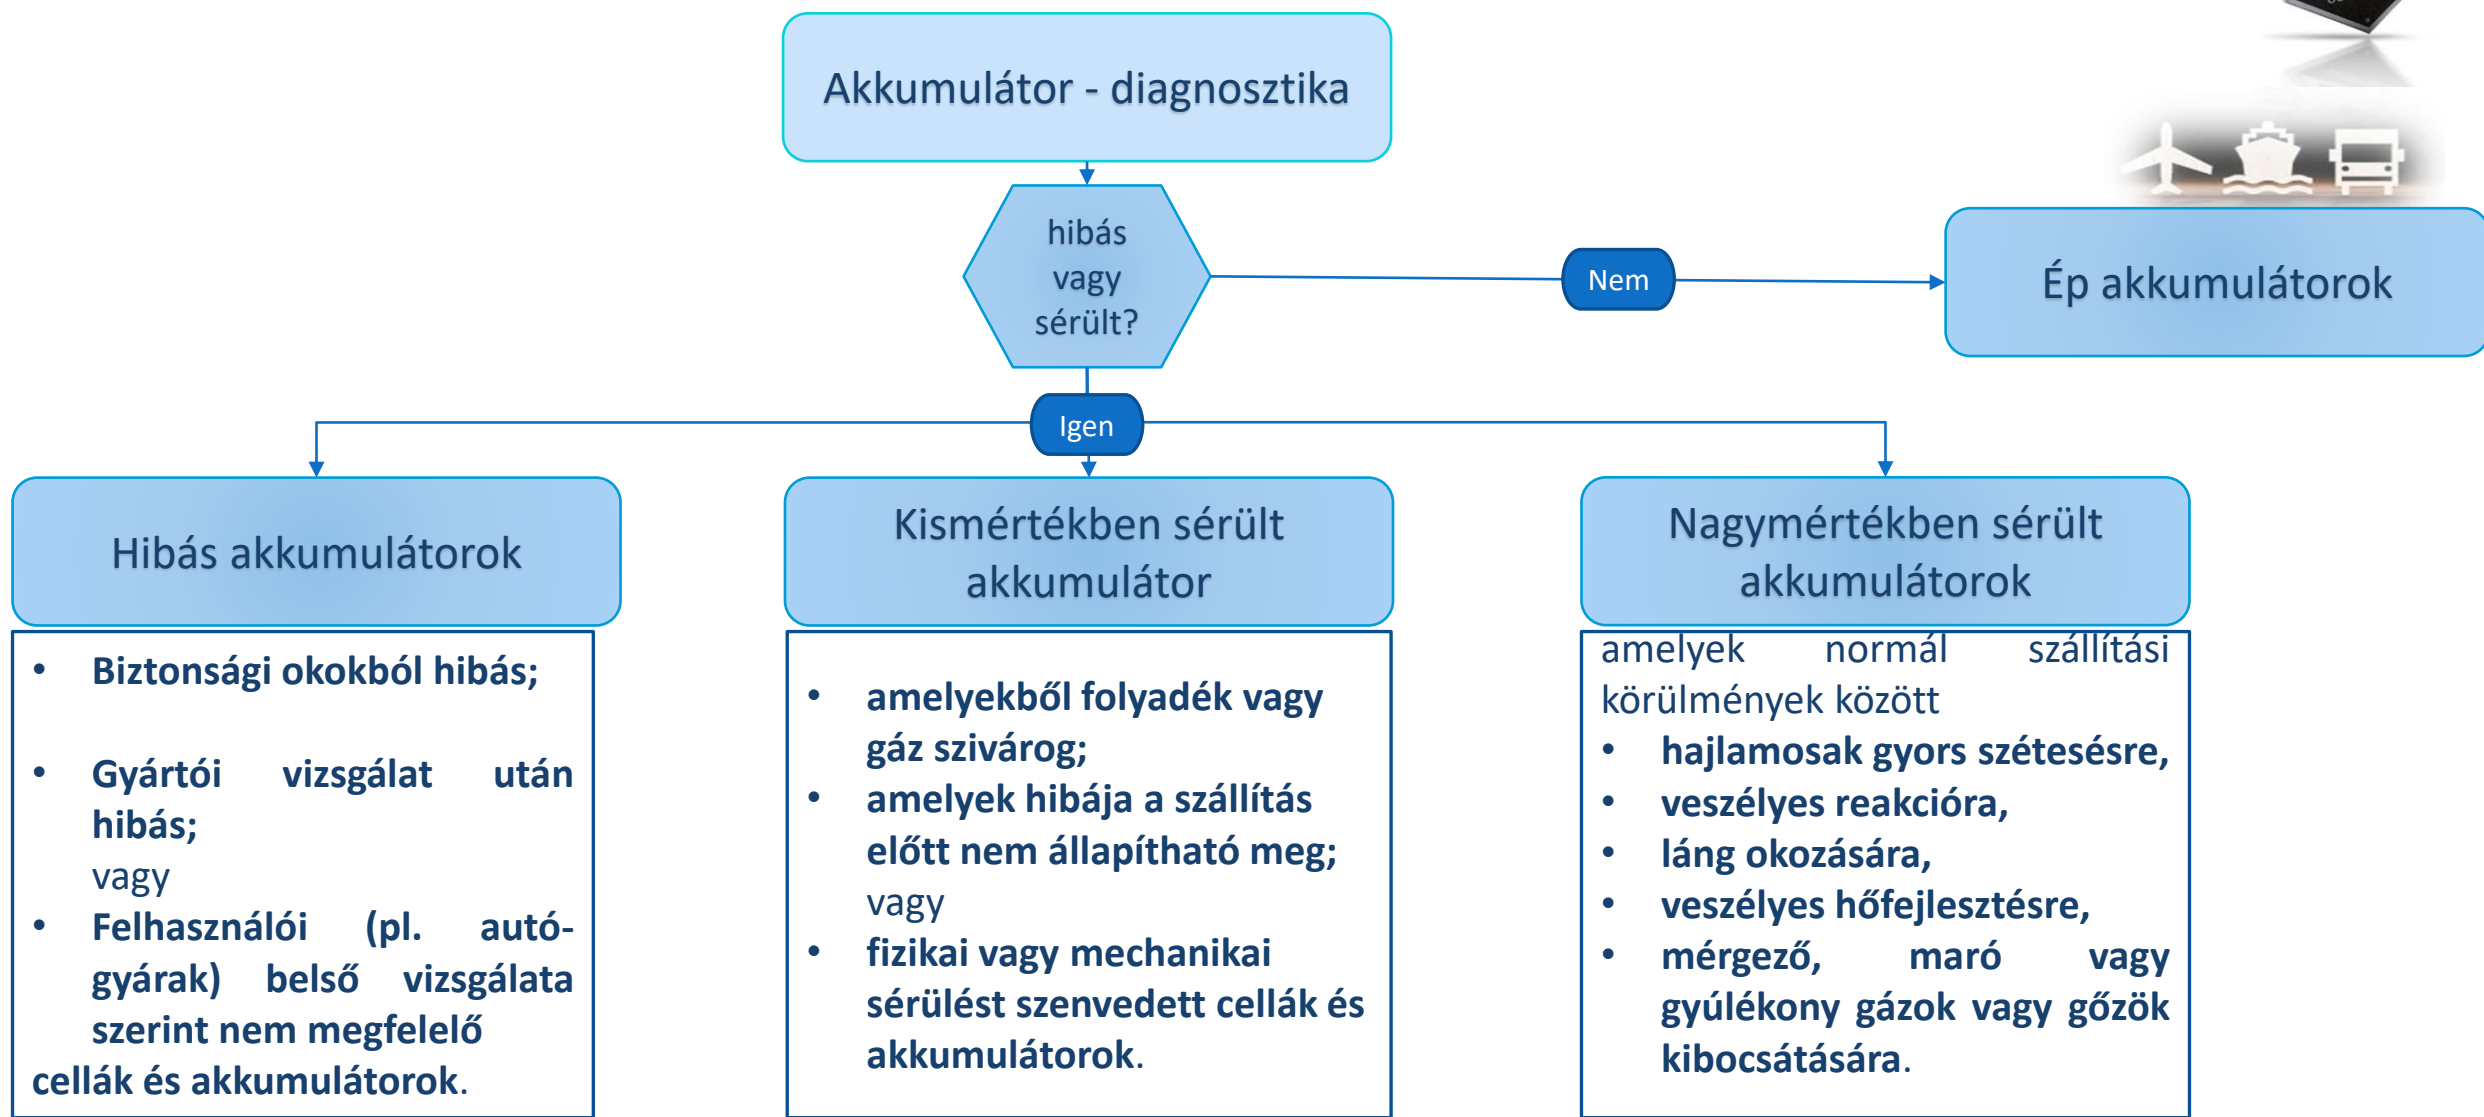 Akkumulátor - diagnosztika
hibás
vagy
sérült?
Nem
Ép akkumulátorok
Igen
Hibás akkumulátorok
• Biztonsági okokból hibás;
• Gyártói vizsgálat után
hibás;
vagy
• Felhasználói (pl. autó-
gyárak) belső vizsgálata
szerint nem megfelelő
cellák és akkumulátorok.
Kismértékben sérült
akkumulátor
• amelyekből folyadék vagy
gáz szivárog;
• amelyek hibája a szállítás
előtt nem állapítható meg;
vagy
• fizikai vagy mechanikai
sérülést szenvedett cellák és
akkumulátorok.
Nagymértékben sérült
akkumulátorok
amelyek normál szállítási
körülmények között
• hajlamosak gyors szétesésre,
• veszélyes reakcióra,
• láng okozására,
• veszélyes hőfejlesztésre,
• mérgező, maró vagy
gyúlékony gázok vagy gőzök
kibocsátására.